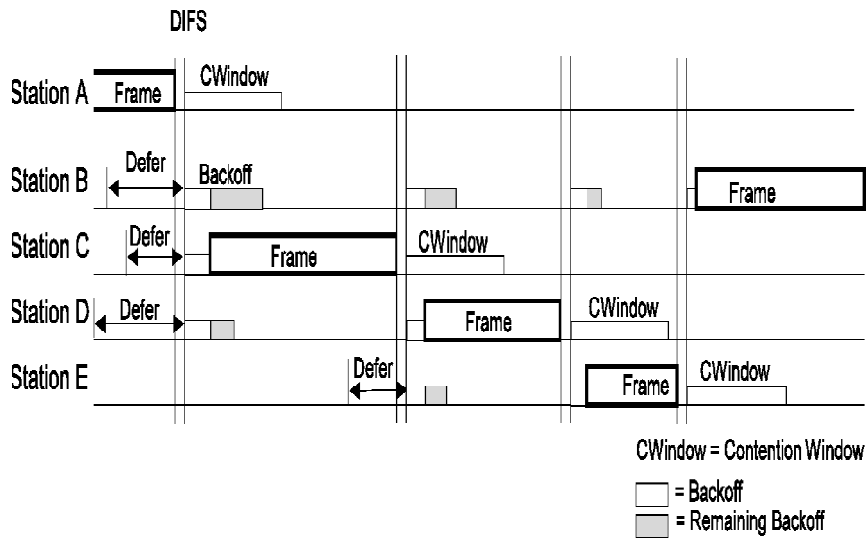 DIFS
Station A
Frame
CWindow
Station B
Defer
Backoff
Frame
Station C
Defer
Frame
CWindow
Station D
Defer
Frame
CWindow
Station E
Defer
Frame
CWindow
CWindow = Contention Window
= Backoff
= Remaining Backoff